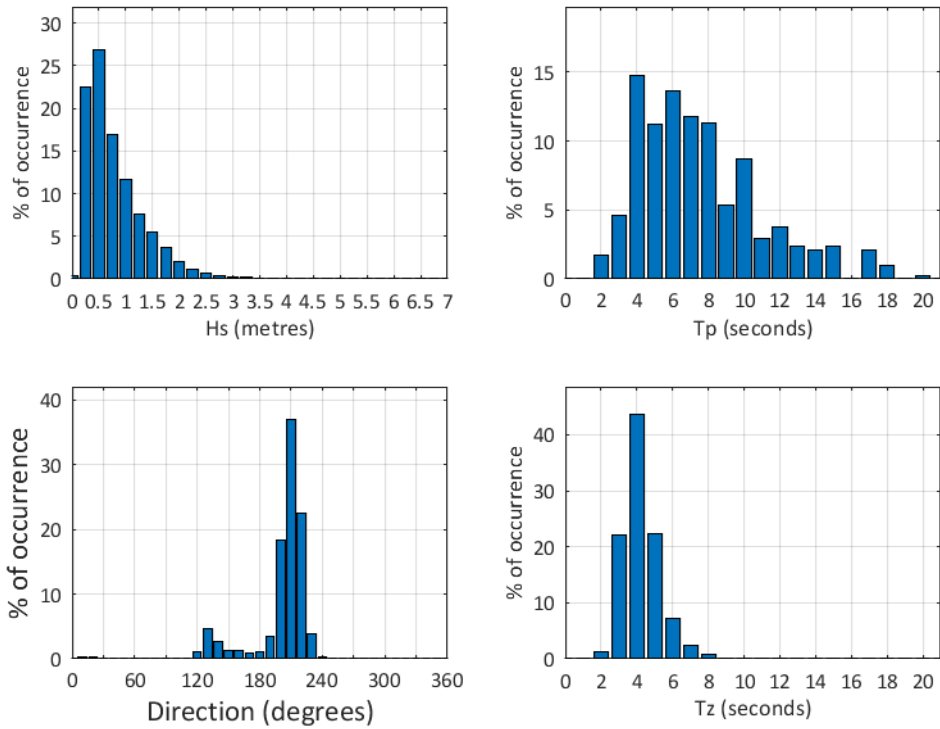 % of occurrence
30
25
20
15
10
5
0
0 0.5 1 1.5 2 2.5 3 3.5 4 4.5 5 5.5 6 6.5 7
Hs (metres)
% of occurrence
15
10
5
0
0 2 4 6 8 10 12 14 16 18 20
Tp (seconds)
% of occurrence
40
30
20
10
0
0 60 120 180 240 300 360
Direction (degrees)
% of occurrence
40
30
20
10
0
0 2 4 6 8 10 12 14 16 18 20
Tz (seconds)